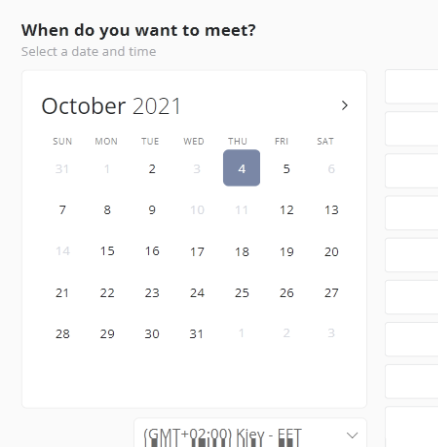 When do you want to meet?
Select a date and time
October 2021
SUN MON TUE WED THU FRI SAT
31 1 2 3 4 5 6
7 8 9 10 11 12 13
14 15 16 17 18 19 20
21 22 23 24 25 26 27
28 29 30 31 1 2 3
(GMT+02:00) Kiev - EET